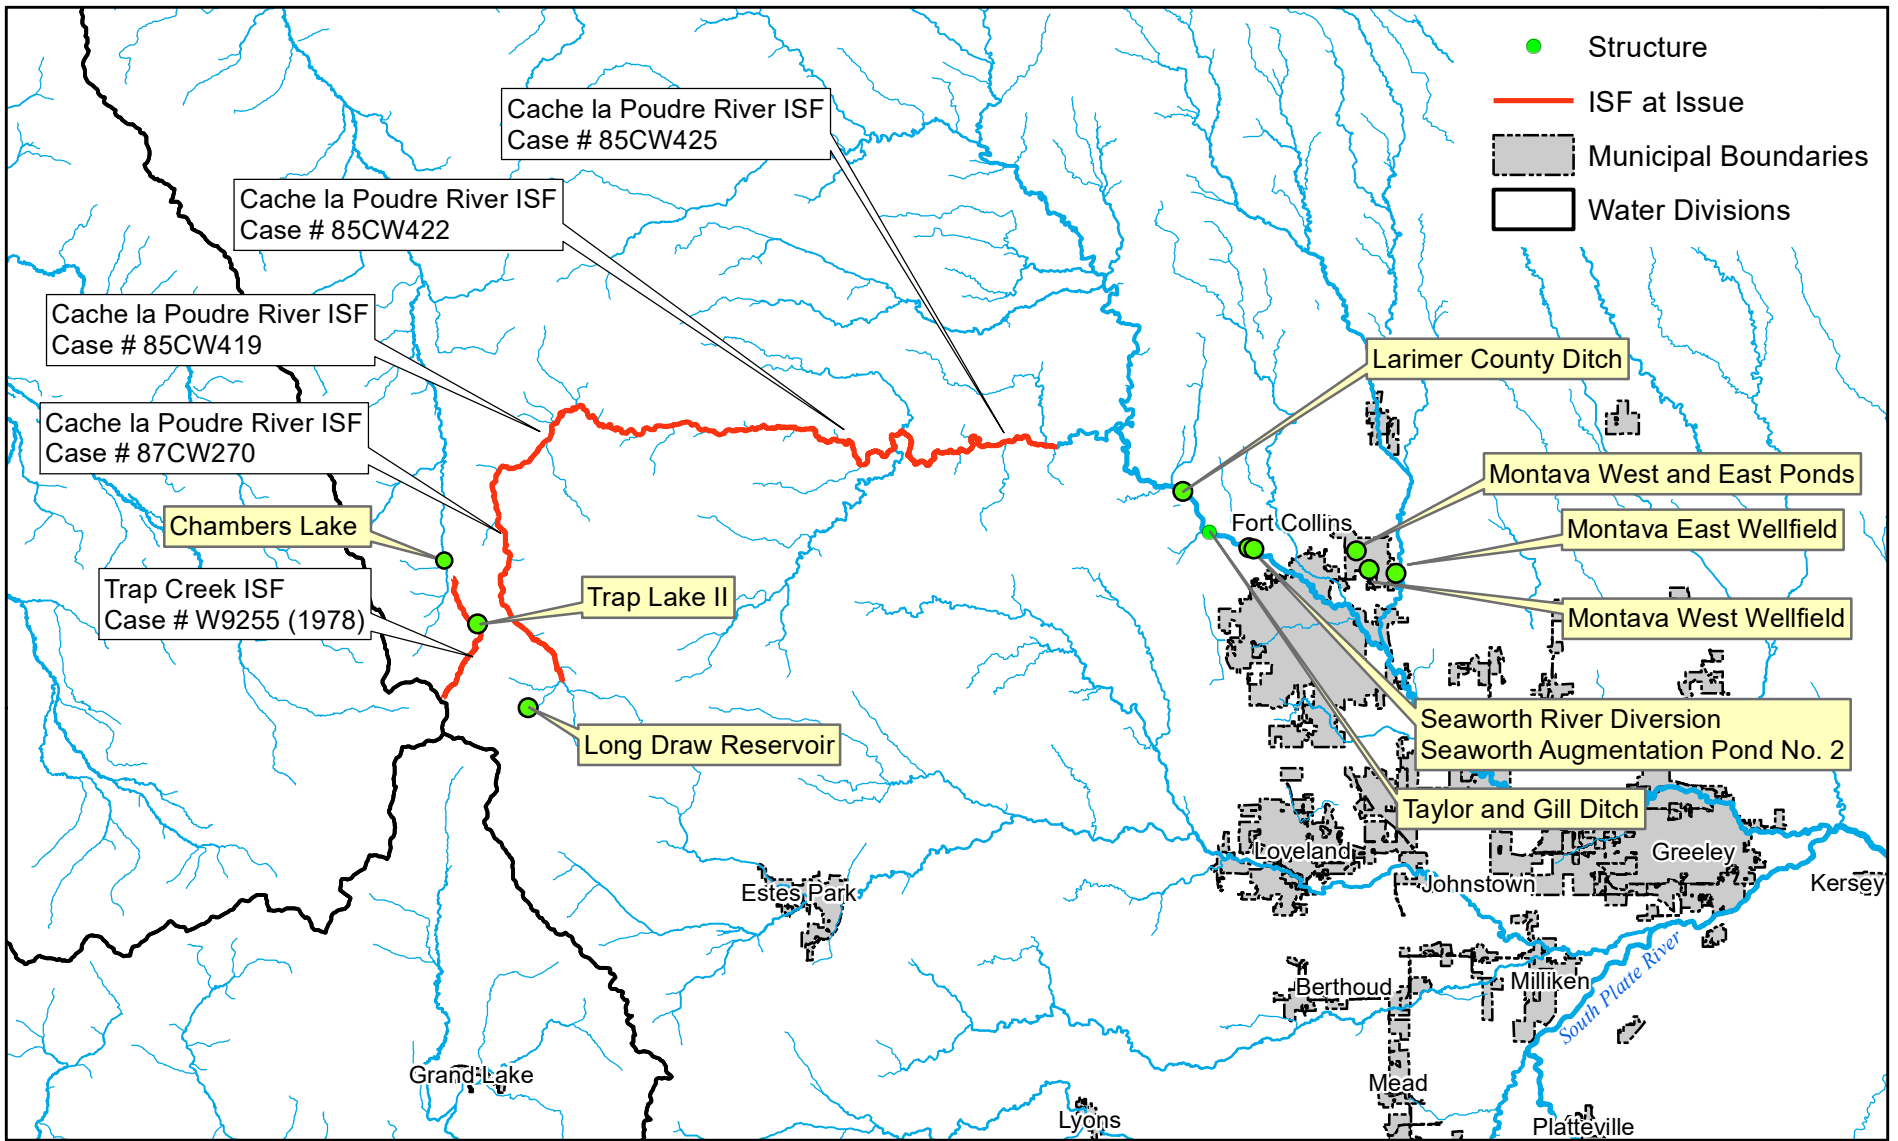 Structure
ISF at Issue
Municipal Boundaries
Water Divisions
Cache la Poudre River ISF
Case # 85CW425
Cache la Poudre River ISF
Case # 85CW422
Cache la Poudre River ISF
Case # 85CW419
Cache la Poudre River ISF
Case # 87CW270
Chambers Lake
Trap Creek ISF
Case # W9255 (1978)
Trap Lake II
Long Draw Reservoir
Larimer County Ditch
Montava West and East Ponds
Fort Collins
Montava East Wellfield
Montava West Wellfield
Seaworth River Diversion
Seaworth Augmentation Pond No. 2
Taylor and Gill Ditch
Loveland
Greeley
Johnstown
Kersey
Estes Park
South Platte River
Milliken
Berthoud
Grand Lake
Mead
Lyons
Platteville